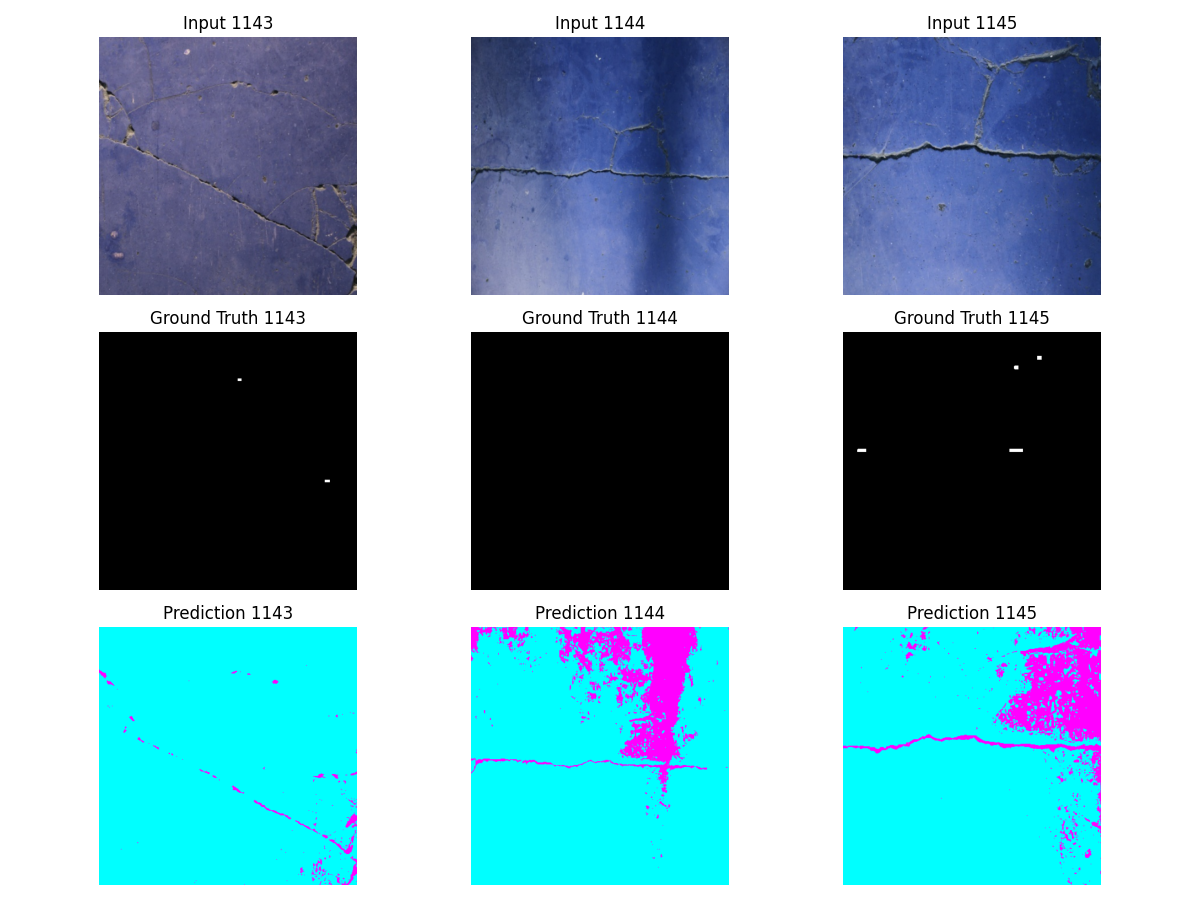 Input 1143
Input 1144
Input 1145
Ground Truth 1143
Ground Truth 1144
Ground Truth 1145
Prediction 1143
Prediction 1144
Prediction 1145